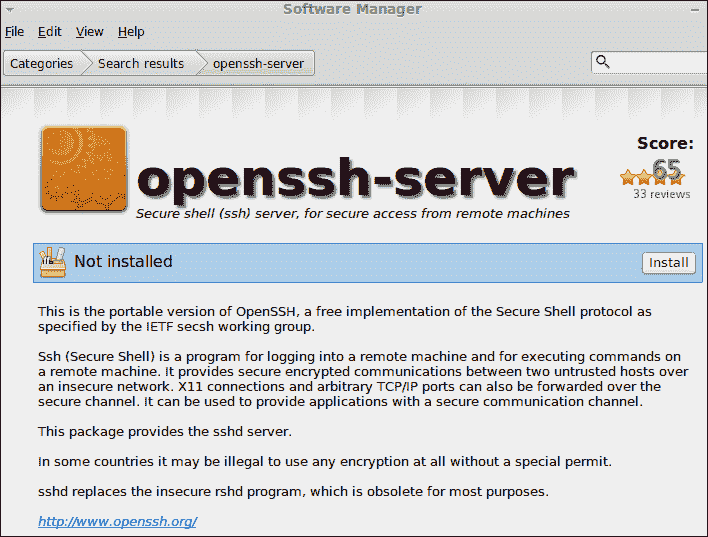 Software Manager
File Edit View Help
Categories Search results openssh-server
Score:
65
33 reviews
openssh-server
Secure shell (ssh) server, for secure access from remote machines
Not installed
Install
This is the portable version of OpenSSH, a free implementation of the Secure Shell protocol as
specified by the IETF secsh working group.
Ssh (Secure Shell) is a program for logging into a remote machine and for executing commands on
a remote machine. It provides secure encrypted communications between two untrusted hosts over
an insecure network. X11 connections and arbitrary TCP/IP ports can also be forwarded over the
secure channel. It can be used to provide applications with a secure communication channel.
This package provides the sshd server.
In some countries it may be illegal to use any encryption at all without a special permit.
sshd replaces the insecure rshd program, which is obsolete for most purposes.
http://www.openssh.org/